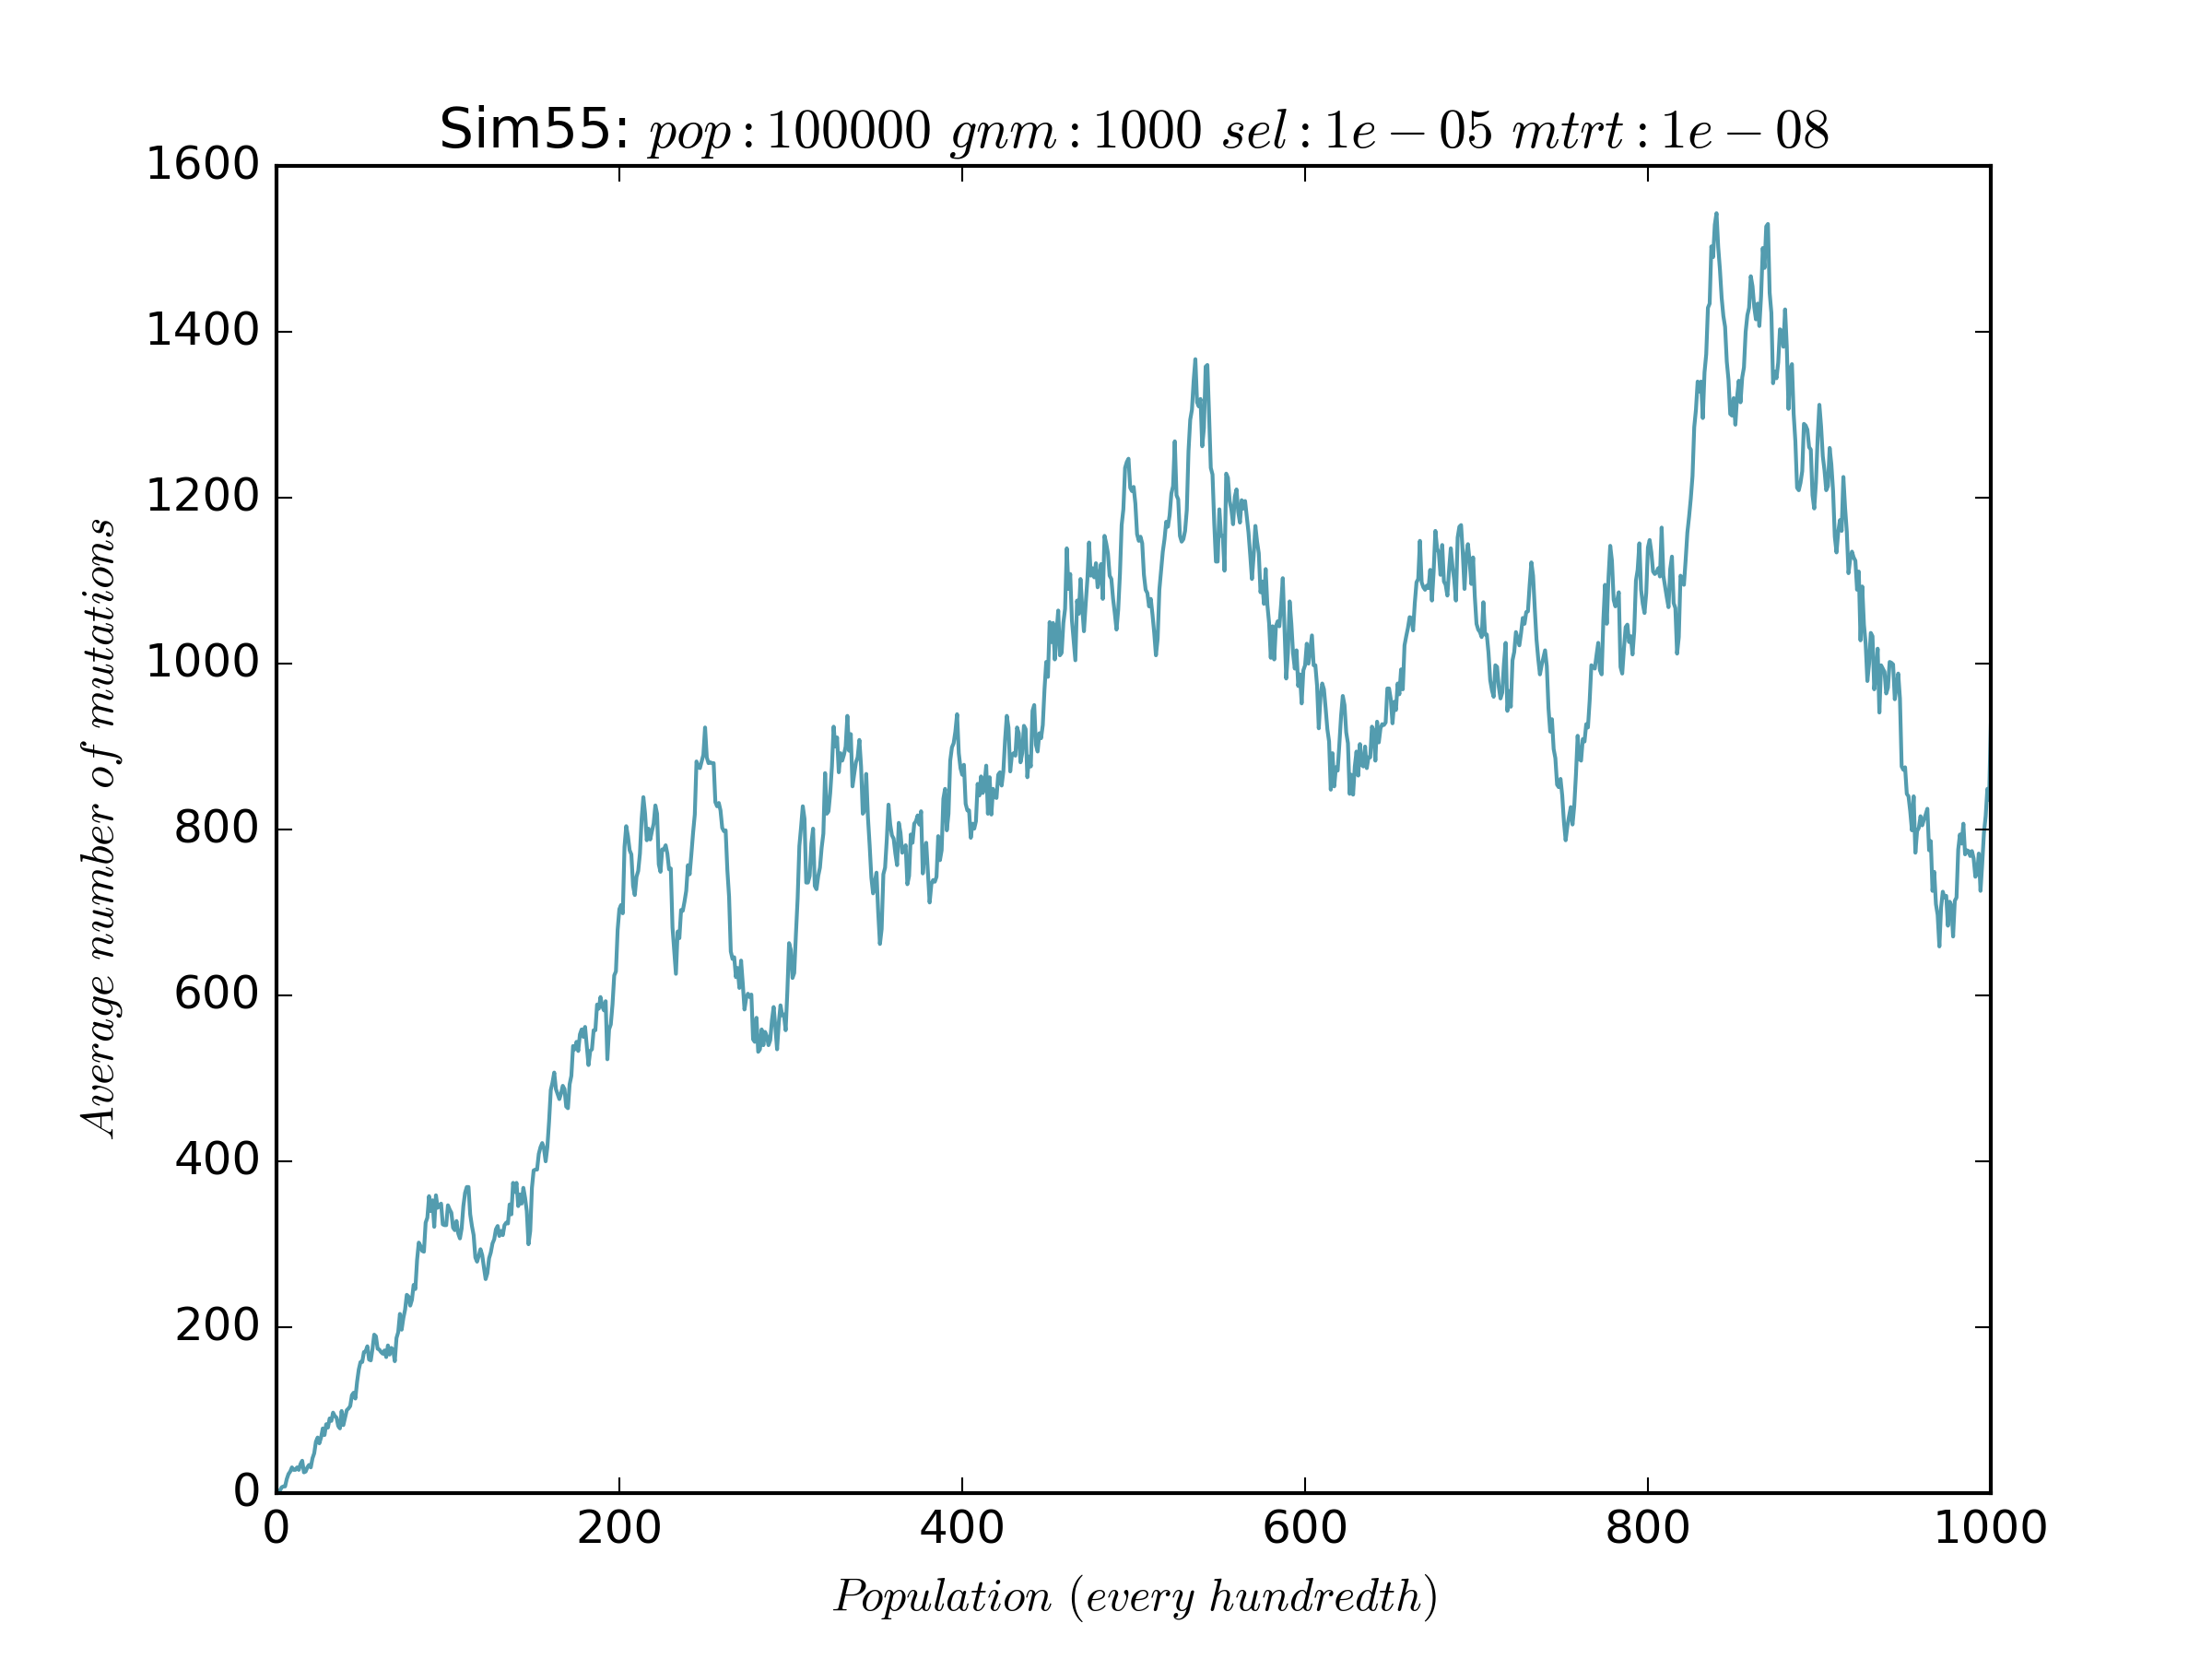 Sim55: pop : 100000 gnm : 1000 sel : 1e − 05 mtrt : 1e − 08
1600
1400
1200
1000
800
600
400
200
0
Average number of mutations
0 200 400 600 800 1000
Population (every hundredth)